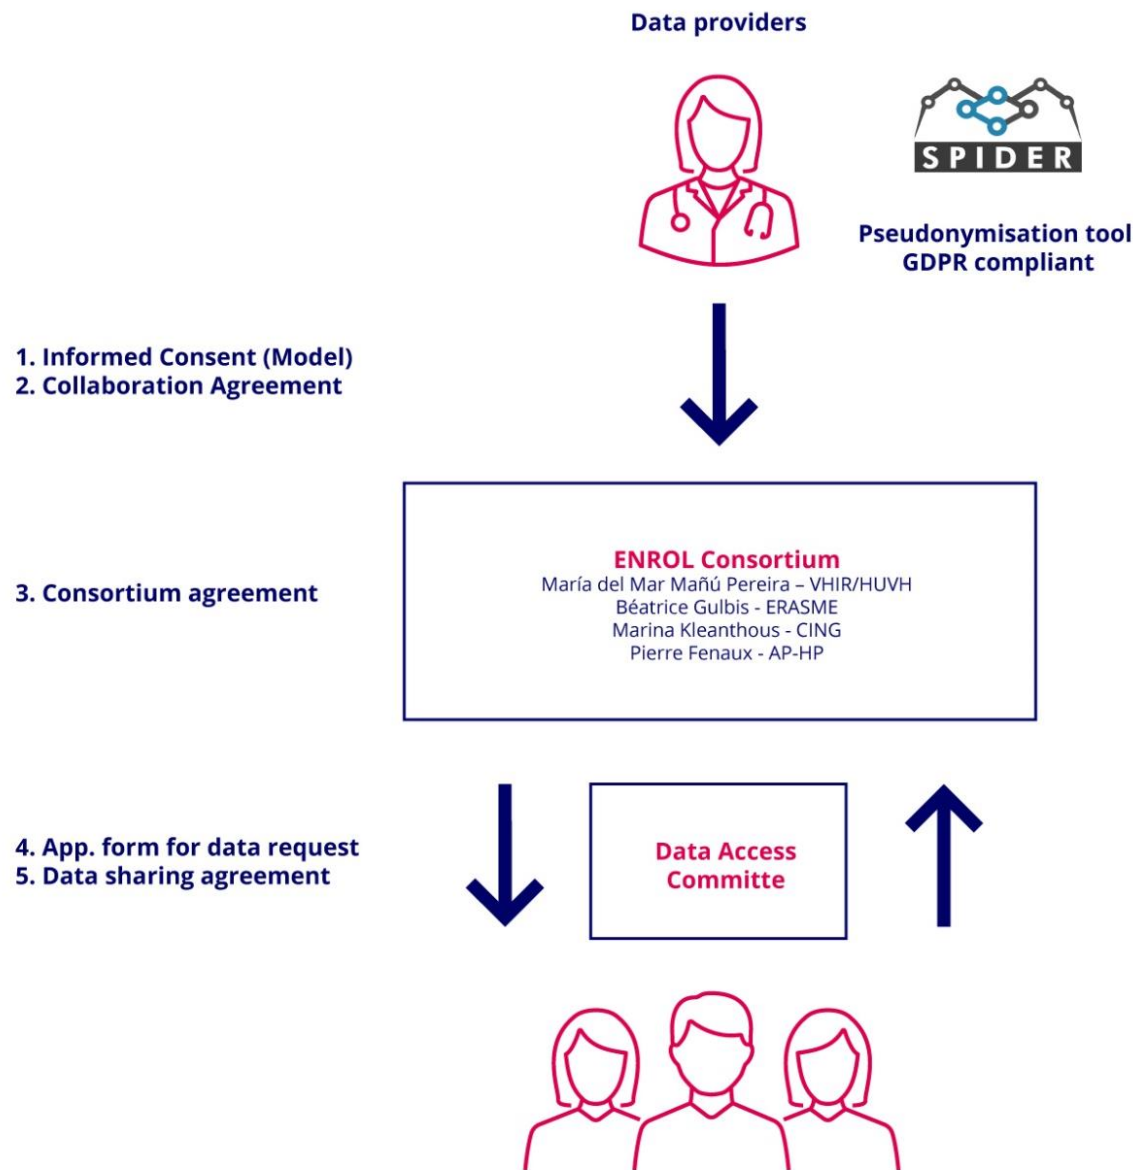 Data providers
SPIDER
Pseudonymisation tool
GDPR compliant
1. Informed Consent (Model)
2. Collaboration Agreement
ENROL Consortium
María del Mar Mañú Pereira – VHIR/HUVH
Béatrice Gulbis - ERASME
Marina Kleanthous - CING
Pierre Fenaux - AP-HP
3. Consortium agreement
4. App. form for data request
5. Data sharing agreement
Data Access
Committe